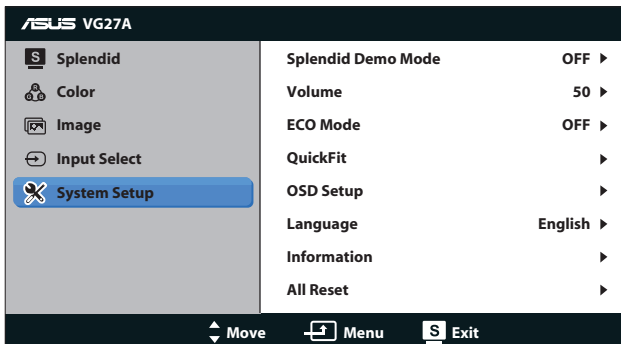 ASUS VG27A
S Splendid
Color
Image
Input Select
System Setup
Splendid Demo Mode OFF
Volume 50
ECO Mode OFF
QuickFit
OSD Setup
Language English
Information
All Reset
Move Menu S Exit